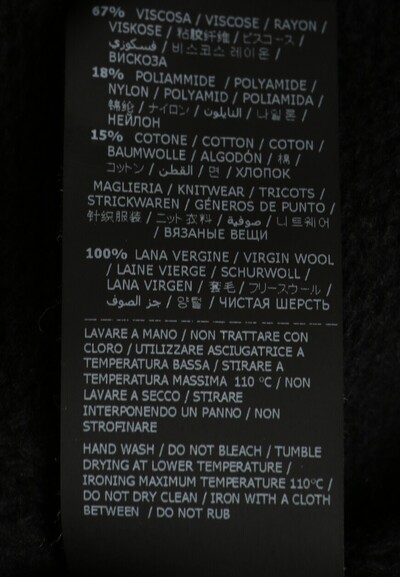 67% VISCOSA / VISCOSE / RAYON /
VISKOSE / 粘胶纤维 / ビスコース /
فسكوزي / 비스코스 레이온 /
ВИСКОЗА
18% POLIAMMIDE / POLYAMIDE /
NYLON / POLYAMID / POLIAMIDA /
锦纶 / ナイロン / النايلون / 나일론 /
НЕЙЛОН
15% COTONE / COTTON / COTON /
BAUMWOLLE / ALGODÓN / 棉 /
コットン / القطن / 면 / ХЛОПОК
MAGLIERIA / KNITWEAR / TRICOTS /
STRICKWAREN / GÉNEROS DE PUNTO /
针织服装 / ニット衣料 / صوفية / 니트웨어
/ ВЯЗАНЫЕ ВЕЩИ
100% LANA VERGINE / VIRGIN WOOL
/ LAINE VIERGE / SCHURWOLL /
LANA VIRGEN / 套毛 / フリースウール /
جز الصوف / 양털 / ЧИСТАЯ ШЕРСТЬ
LAVARE A MANO / NON TRATTARE CON
CLORO / UTILIZZARE ASCIUGATRICE A
TEMPERATURA BASSA / STIRARE A
TEMPERATURA MASSIMA 110 °C / NON
LAVARE A SECCO / STIRARE
INTERPONENDO UN PANNO / NON
STROFINARE
HAND WASH / DO NOT BLEACH / TUMBLE
DRYING AT LOWER TEMPERATURE /
IRONING MAXIMUM TEMPERATURE 110°C /
DO NOT DRY CLEAN / IRON WITH A CLOTH
BETWEEN / DO NOT RUB